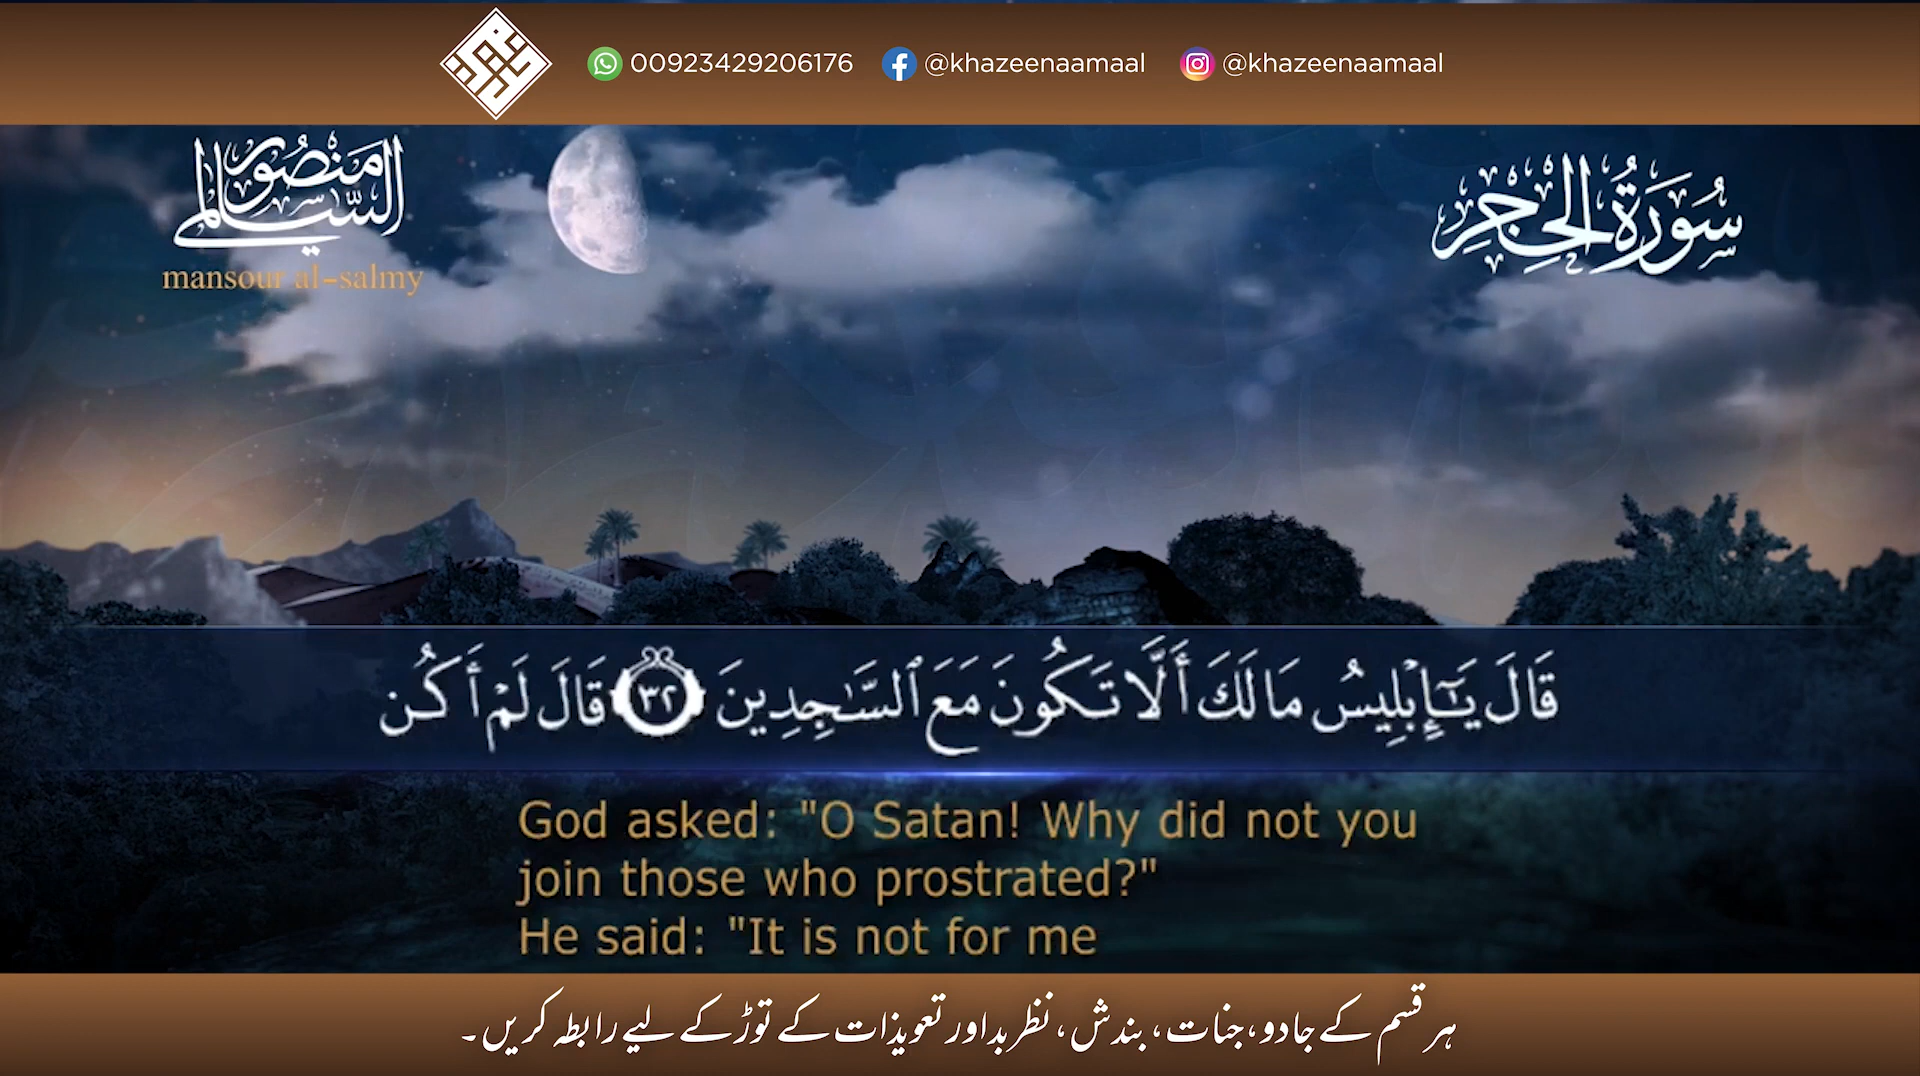 00923429206176 @khazeenaamaal @khazeenaamaal
منصور السالمي
mansour al-salmy
سُورَةُ الحِجر
قَالَ يَٰٓإِبْلِيسُ مَا لَكَ أَلَّا تَكُونَ مَعَ ٱلسَّٰجِدِينَ ٣٢ قَالَ لَمْ أَكُن
God asked: "O Satan! Why did not you
join those who prostrated?"
He said: "It is not for me
ہر قسم کے جادو، جنات، بندش، نظر بد اور تعویذات کے توڑ کے لیے رابطہ کریں۔